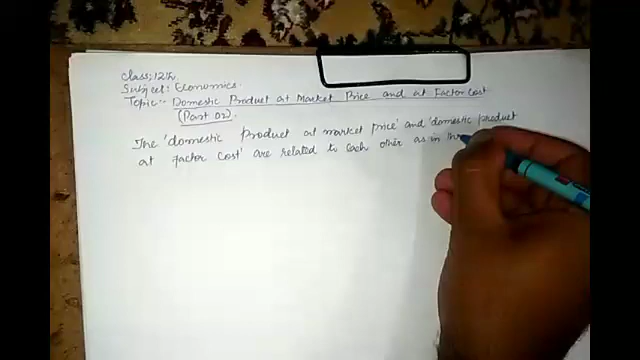 Class; 12th
Subject: Economics.
Topic:- Domestic Product at Market Price and at Factor Cost
(Part 02).
The 'domestic Product at market price' and 'domestic product
at factor cost' are related to each other as in